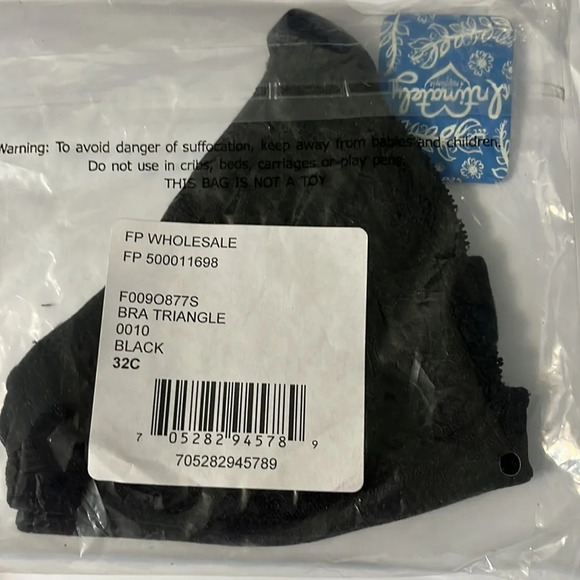 Intimately
Warning: To avoid danger of suffocation, keep away from babies and children.
Do not use in cribs, beds, carriages or play pens.
THIS BAG IS NOT A TOY
FP WHOLESALE
FP 500011698
F009O877S
BRA TRIANGLE
0010
BLACK
32C
7 05282 94578 9
705282945789